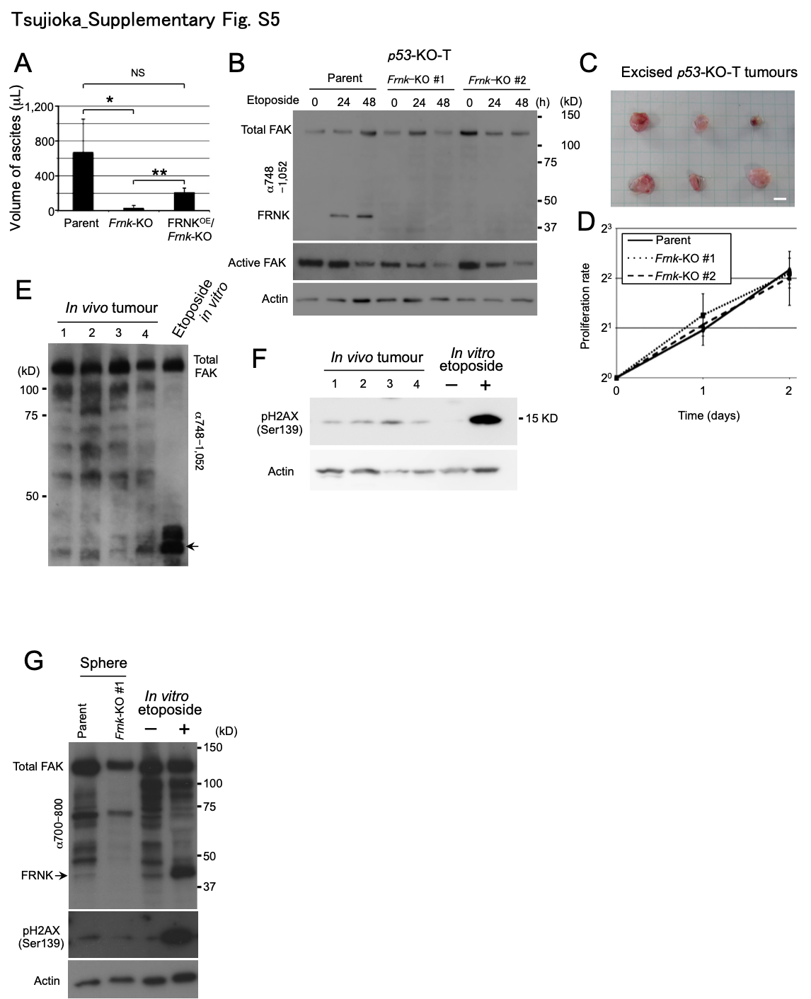 Tsujioka_Supplementary Fig. S5
A
NS
*
**
Volume of ascites (μL)
1,200
800
400
0
Parent
Frnk-KO
FRNKOE/
Frnk-KO
B
p53-KO-T
Parent
Frnk–KO #1
Frnk–KO #2
Etoposide
0 24 48 0 24 48 0 24 48 (h) (kD)
Total FAK
α748
–1,052
FRNK
150
100
75
50
37
Active FAK
Actin
C
Excised p53-KO-T tumours
D
Proliferation rate
2³
2²
2¹
2⁰
Parent
Frnk-KO #1
Frnk-KO #2
0 1 2
Time (days)
E
In vivo tumour
Etoposide
in vitro
1 2 3 4
(kD)
100
75
50
Total
FAK
α748–1,052
F
In vivo tumour
In vitro
etoposide
1 2 3 4 – +
pH2AX
(Ser139)
15 KD
Actin
G
Sphere
Parent
Frnk-KO #1
In vitro
etoposide
– +
(kD)
Total FAK
α700–800
FRNK
150
100
75
50
37
pH2AX
(Ser139)
Actin